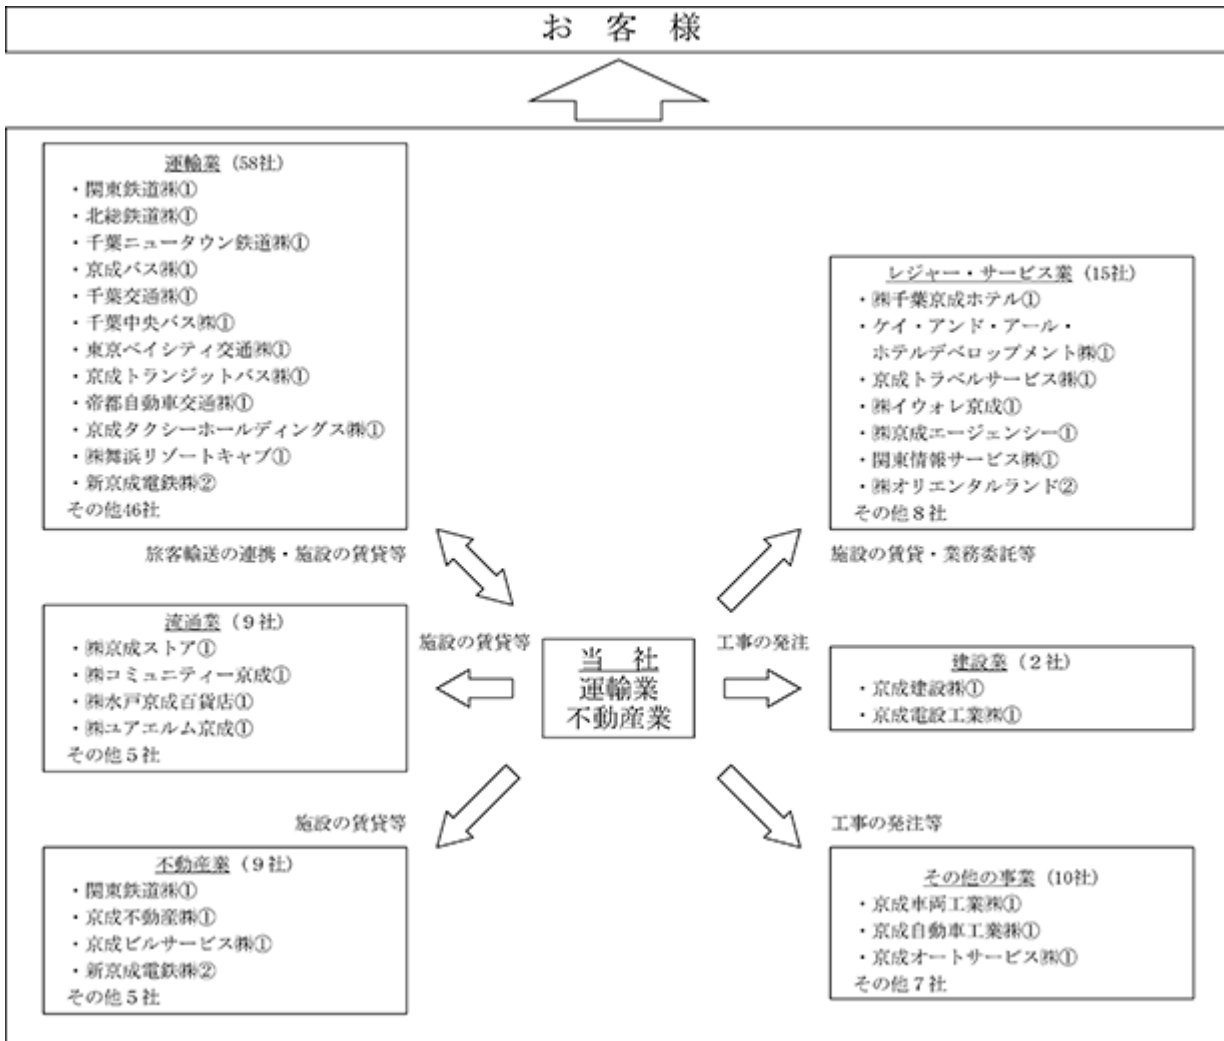 お 客 様
運輸業 (58社)
・関東鉄道㈱①
・北総鉄道㈱①
・千葉ニュータウン鉄道㈱①
・京成バス㈱①
・千葉交通㈱①
・千葉中央バス㈱①
・東京ベイシティ交通㈱①
・京成トランジットバス㈱①
・帝都自動車交通㈱①
・京成タクシーホールディングス㈱①
・㈱舞浜リゾートキャブ①
・新京成電鉄㈱②
その他46社
旅客輸送の連携・施設の賃貸等
流通業 (9社)
・㈱京成ストア①
・㈱コミュニティー京成①
・㈱水戸京成百貨店①
・㈱ユアエルム京成①
その他5社
施設の賃貸等
施設の賃貸等
不動産業 (9社)
・関東鉄道㈱①
・京成不動産㈱①
・京成ビルサービス㈱①
・新京成電鉄㈱②
その他5社
当 社
運輸業
不動産業
レジャー・サービス業 (15社)
・㈱千葉京成ホテル①
・ケイ・アンド・アール・
ホテルデベロップメント㈱①
・京成トラベルサービス㈱①
・㈱イウォレ京成①
・㈱京成エージェンシー①
・関東情報サービス㈱①
・㈱オリエンタルランド②
その他8社
施設の賃貸・業務委託等
工事の発注
建設業 (2社)
・京成建設㈱①
・京成電設工業㈱①
工事の発注等
その他の事業 (10社)
・京成車両工業㈱①
・京成自動車工業㈱①
・京成オートサービス㈱①
その他7社